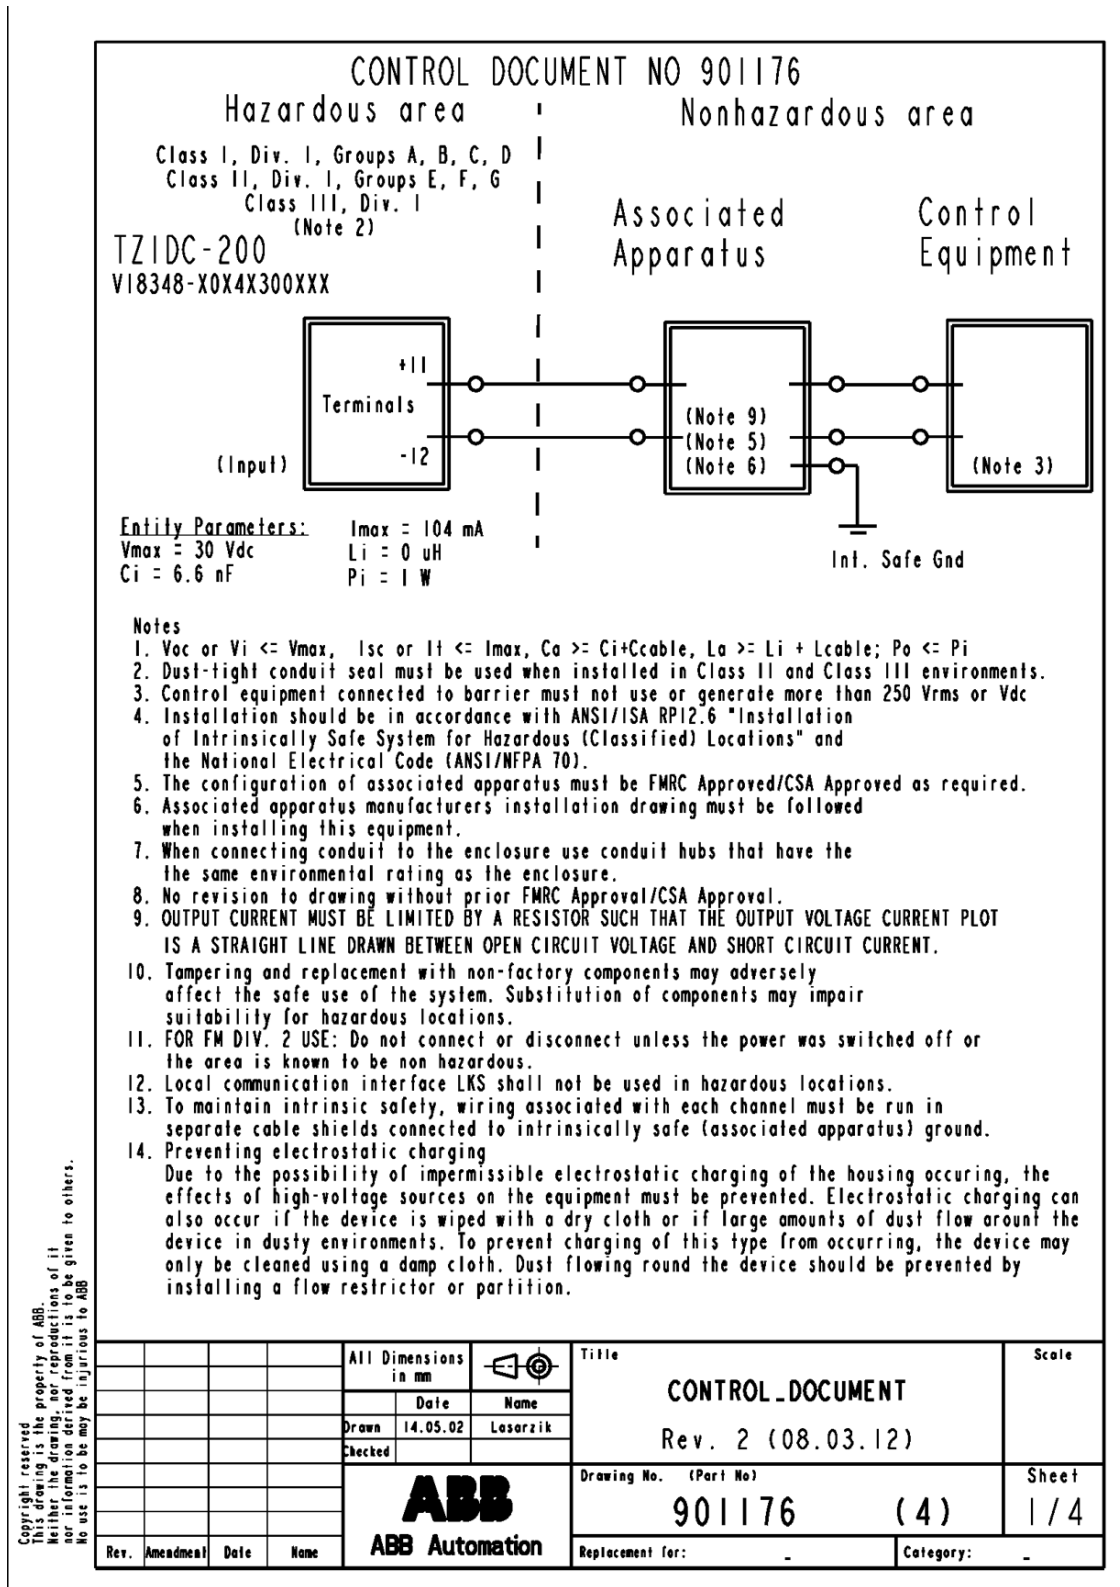 CONTROL DOCUMENT NO 901176
Hazardous area
Nonhazardous area
Class I, Div. 1, Groups A, B, C, D
Class II, Div. 1, Groups E, F, G
Class III, Div. 1
(Note 2)
TZIDC-200
V18348-X0X4X300XXX
Associated
Apparatus
Control
Equipment
+11
Terminals
-12
(Input)
(Note 9)
(Note 5)
(Note 6)
(Note 3)
Int. Safe Gnd
Entity Parameters:
Vmax = 30 Vdc
Ci = 6.6 nF
Imax = 104 mA
Li = 0 uH
Pi = 1 W
Notes
1. Voc or Vi <= Vmax, Isc or It <= Imax, Ca >= Ci+Ccable, La >= Li + Lcable; Po <= Pi
2. Dust-tight conduit seal must be used when installed in Class II and Class III environments.
3. Control equipment connected to barrier must not use or generate more than 250 Vrms or Vdc
4. Installation should be in accordance with ANSI/ISA RP12.6 "Installation
of Intrinsically Safe System for Hazardous (Classified) Locations" and
the National Electrical Code (ANSI/NFPA 70).
5. The configuration of associated apparatus must be FMRC Approved/CSA Approved as required.
6. Associated apparatus manufacturers installation drawing must be followed
when installing this equipment.
7. When connecting conduit to the enclosure use conduit hubs that have the
the same environmental rating as the enclosure.
8. No revision to drawing without prior FMRC Approval/CSA Approval.
9. OUTPUT CURRENT MUST BE LIMITED BY A RESISTOR SUCH THAT THE OUTPUT VOLTAGE CURRENT PLOT
IS A STRAIGHT LINE DRAWN BETWEEN OPEN CIRCUIT VOLTAGE AND SHORT CIRCUIT CURRENT.
10. Tampering and replacement with non-factory components may adversely
affect the safe use of the system. Substitution of components may impair
suitability for hazardous locations.
11. FOR FM DIV. 2 USE: Do not connect or disconnect unless the power was switched off or
the area is known to be non hazardous.
12. Local communication interface LKS shall not be used in hazardous locations.
13. To maintain intrinsic safety, wiring associated with each channel must be run in
separate cable shields connected to intrinsically safe (associated apparatus) ground.
14. Preventing electrostatic charging
Due to the possibility of impermissible electrostatic charging of the housing occuring, the
effects of high-voltage sources on the equipment must be prevented. Electrostatic charging can
also occur if the device is wiped with a dry cloth or if large amounts of dust flow arount the
device in dusty environments. To prevent charging of this type from occurring, the device may
only be cleaned using a damp cloth. Dust flowing round the device should be prevented by
installing a flow restrictor or partition.
Copyright reserved
This drawing is the property of ABB.
Neither the drawing, nor reproductions of it
nor information derived from it is to be given to others.
No use is to be may be injurious to ABB
All Dimensions
in mm
Date Name
Drawn 14.05.02 Lasarzik
Checked
Title
CONTROL_DOCUMENT
Rev. 2 (08.03.12)
Scale
ABB
ABB Automation
Drawing No. (Part No)
901176 (4)
Sheet
1/4
Rev. Amendment Date Name
Replacement for: -
Category: -